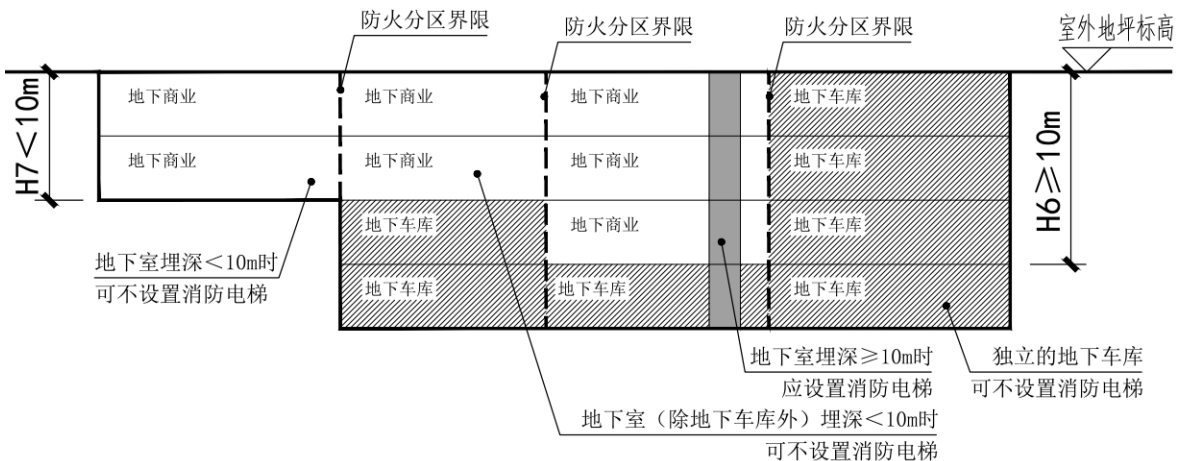 防火分区界限
防火分区界限
防火分区界限
室外地坪标高
地下商业
地下商业
地下商业
地下车库
H7＜10m
地下商业
地下商业
地下商业
地下车库
H6≥10m
地下车库
地下商业
地下车库
地下室埋深＜10m时
可不设置消防电梯
地下车库
地下车库
地下车库
地下室埋深≥10m时
应设置消防电梯
独立的地下车库
可不设置消防电梯
地下室（除地下车库外）埋深＜10m时
可不设置消防电梯